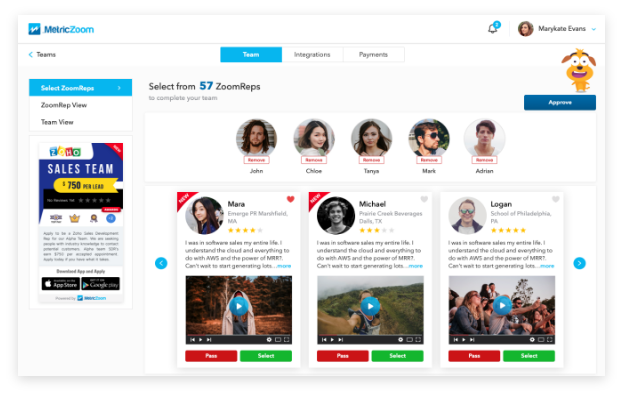 MetricZoom
Marykate Evans
Teams
Team
Integrations
Payments
Select ZoomReps
ZoomRep View
Team View
Select from 57 ZoomReps
to complete your team
Approve
Remove
Remove
Remove
Remove
Remove
John
Chloe
Tanya
Mark
Adrian
NEW
ZOHO
SALES TEAM
$750 PER LEAD
No Reviews Yet
Apply to be a Zoho Sales Development
Rep for our Alpha Team. We are seeking
people with industry knowledge to contact
potential customers. Alpha team SDR's
earn $750 per accepted appointment.
Apply today if you have what it takes.
Download App and Apply
App Store
Google play
Powered by MetricZoom
NEW
Mara
Emerge PR Marshfield,
MA
I was in software sales my entire life. I
understand the cloud and everything to
do with AWS and the power of MRR?.
Can't wait to start generating lots...more
Pass
Select
NEW
Michael
Prairie Creek Beverages
Dalls, TX
I was in software sales my entire life. I
understand the cloud and everything to
do with AWS and the power of MRR?.
Can't wait to start generating lots...more
Pass
Select
Logan
School of Philadelphia,
PA
I was in software sales my entire life. I
understand the cloud and everything to
do with AWS and the power of MRR?.
Can't wait to start generating lots...more
Pass
Select